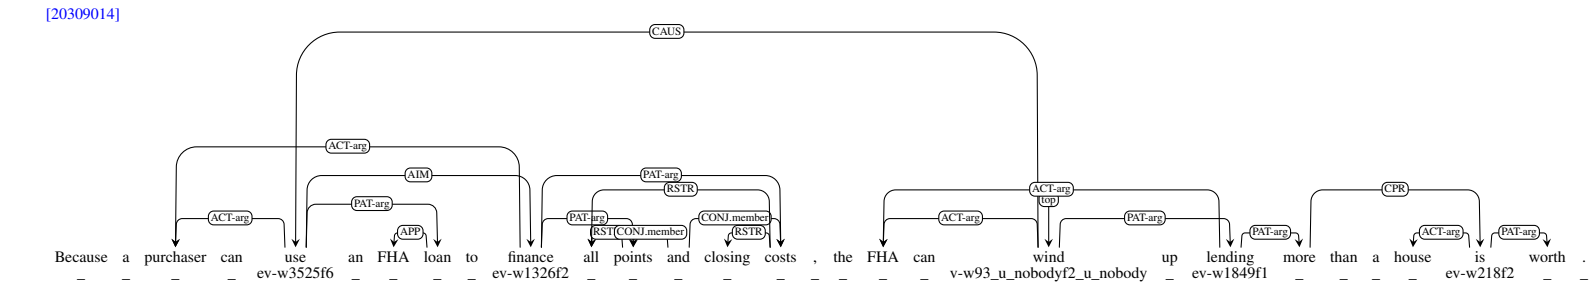 [20309014]
CAUS
ACT-arg
AIM PAT-arg
RSTR ACT-arg
CPR
PAT-arg top
ACT-arg PAT-arg CONJ.member ACT-arg PAT-arg
APP CONJ.member RSTR PAT-arg ACT-arg PAT-arg
Because a purchaser can use an FHA loan to finance all points and closing costs , the FHA can wind up lending more than a house is worth .
_ _ _ _ ev-w3525f6 _ _ _ _ ev-w1326f2 _ _ _ _ _ _ _ _ _ v-w93_u_nobodyf2_u_nobody _ ev-w1849f1 _ _ _ _ ev-w218f2 _ _